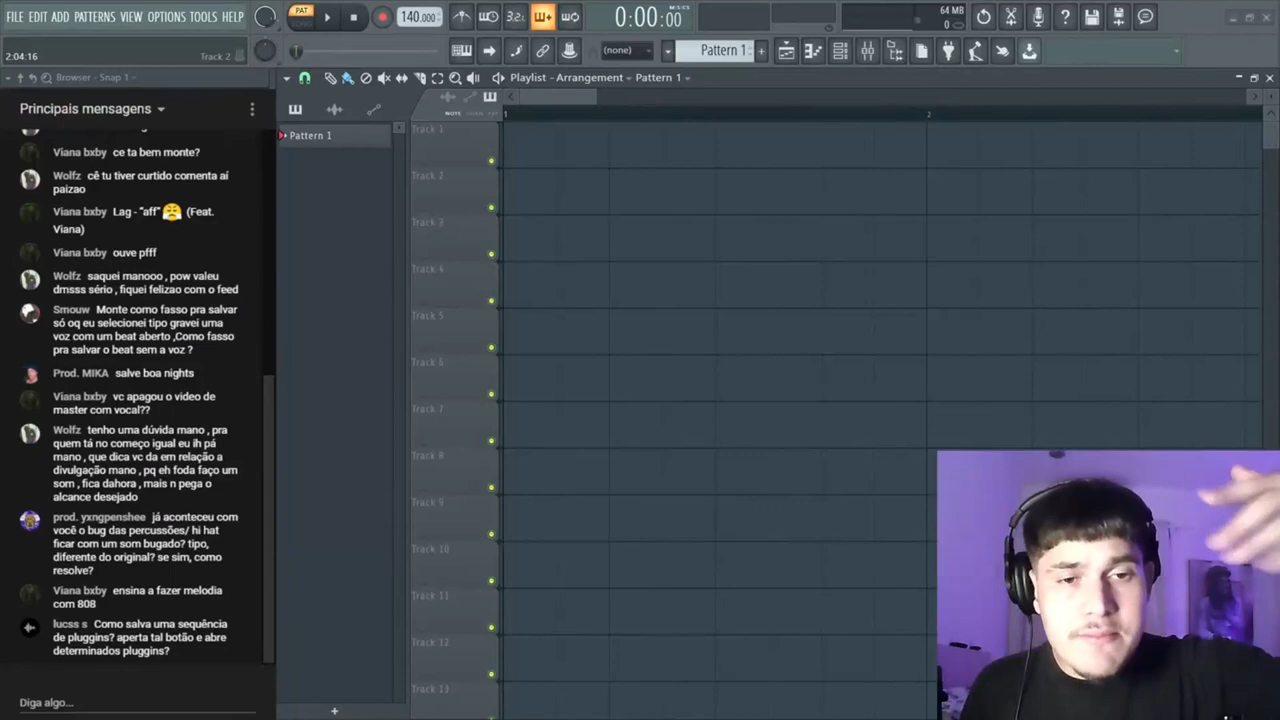 FILE EDIT ADD PATTERNS VIEW OPTIONS TOOLS HELP
PAT
140.000
3.2.
0:00:00
M:S:CS
64 MB
0
2:04:16
Track 2
(none)
Pattern 1
Browser - Snap 1
Playlist - Arrangement
Pattern 1
Principais mensagens
NOTE
1
2
Pattern 1
Track 1
Track 2
Track 3
Track 4
Track 5
Track 6
Track 7
Track 8
Track 9
Track 10
Track 11
Track 12
Track 13
Viana bxby ce ta bem monte?
Wolfz cê tu tiver curtido comenta aí
paizao
Viana bxby Lag - "aff" 😤 (Feat.
Viana)
Viana bxby ouve pfff
Wolfz saquei manooo, pow valeu
dmsss sério , fiquei felizao com o feed
Smouw Monte como fasso pra salvar
só oq eu selecionei tipo gravei uma
voz com um beat aberto ,Como fasso
pra salvar o beat sem a voz ?
Prod. MIKA salve boa nights
Viana bxby vc apagou o video de
master com vocal??
Wolfz tenho uma dúvida mano , pra
quem tá no começo igual eu ih pá
mano , que dica vc da em relação a
divulgação mano , pq eh foda faço um
som , fica dahora , mais n pega o
alcance desejado
prod. yxngpenshee já aconteceu com
você o bug das percussões/ hi hat
ficar com um som bugado? tipo,
diferente do original? se sim, como
resolve?
Viana bxby ensina a fazer melodia
com 808
lucss s Como salva uma sequência
de pluggins? aperta tal botão e abre
determinados pluggins?
Diga algo...